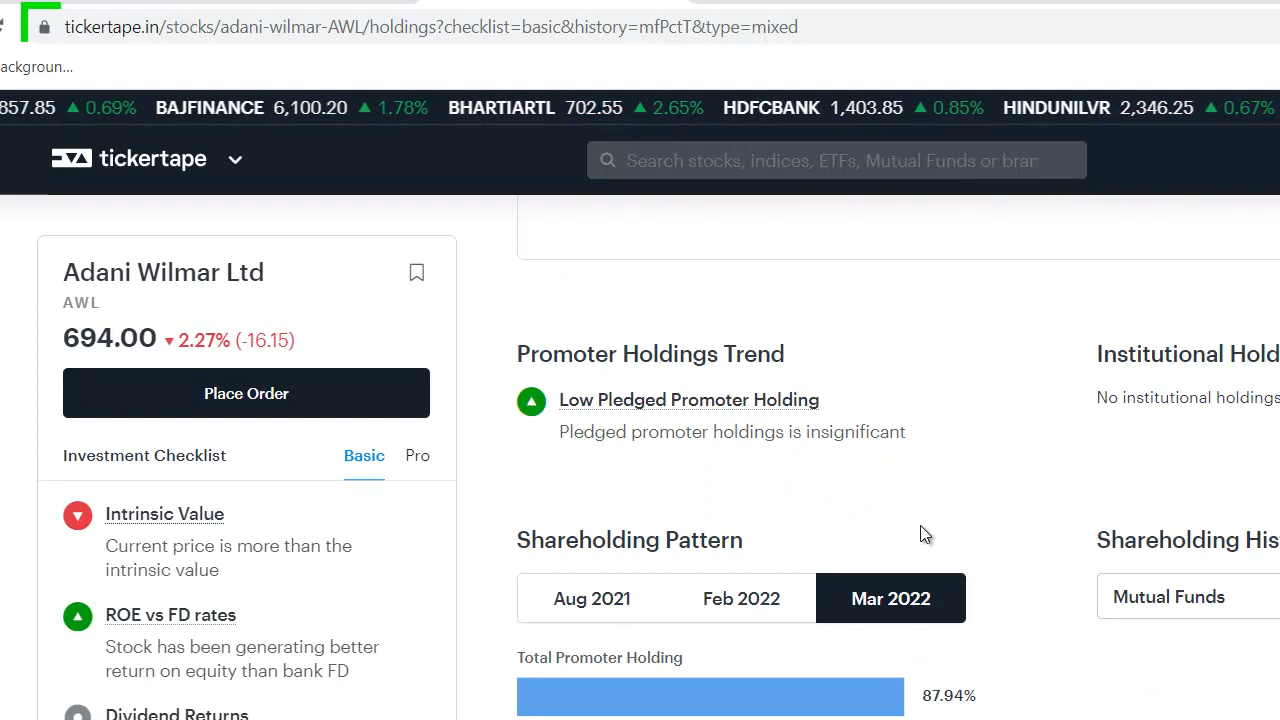 tickertape.in/stocks/adani-wilmar-AWL/holdings?checklist=basic&history=mfPctT&type=mixed
ackgroun...
857.85 ▲ 0.69% BAJFINANCE 6,100.20 ▲ 1.78% BHARTIARTL 702.55 ▲ 2.65% HDFCBANK 1,403.85 ▲ 0.85% HINDUNILVR 2,346.25 ▲ 0.67%
tickertape
Search stocks, indices, ETFs, Mutual Funds or bran
Adani Wilmar Ltd
AWL
694.00 ▼ 2.27% (-16.15)
Place Order
Investment Checklist Basic Pro
Intrinsic Value
Current price is more than the
intrinsic value
ROE vs FD rates
Stock has been generating better
return on equity than bank FD
Dividend Returns
Promoter Holdings Trend
Low Pledged Promoter Holding
Pledged promoter holdings is insignificant
Shareholding Pattern
Aug 2021 Feb 2022 Mar 2022
Total Promoter Holding
87.94%
Institutional Hold
No institutional holdings
Shareholding His
Mutual Funds